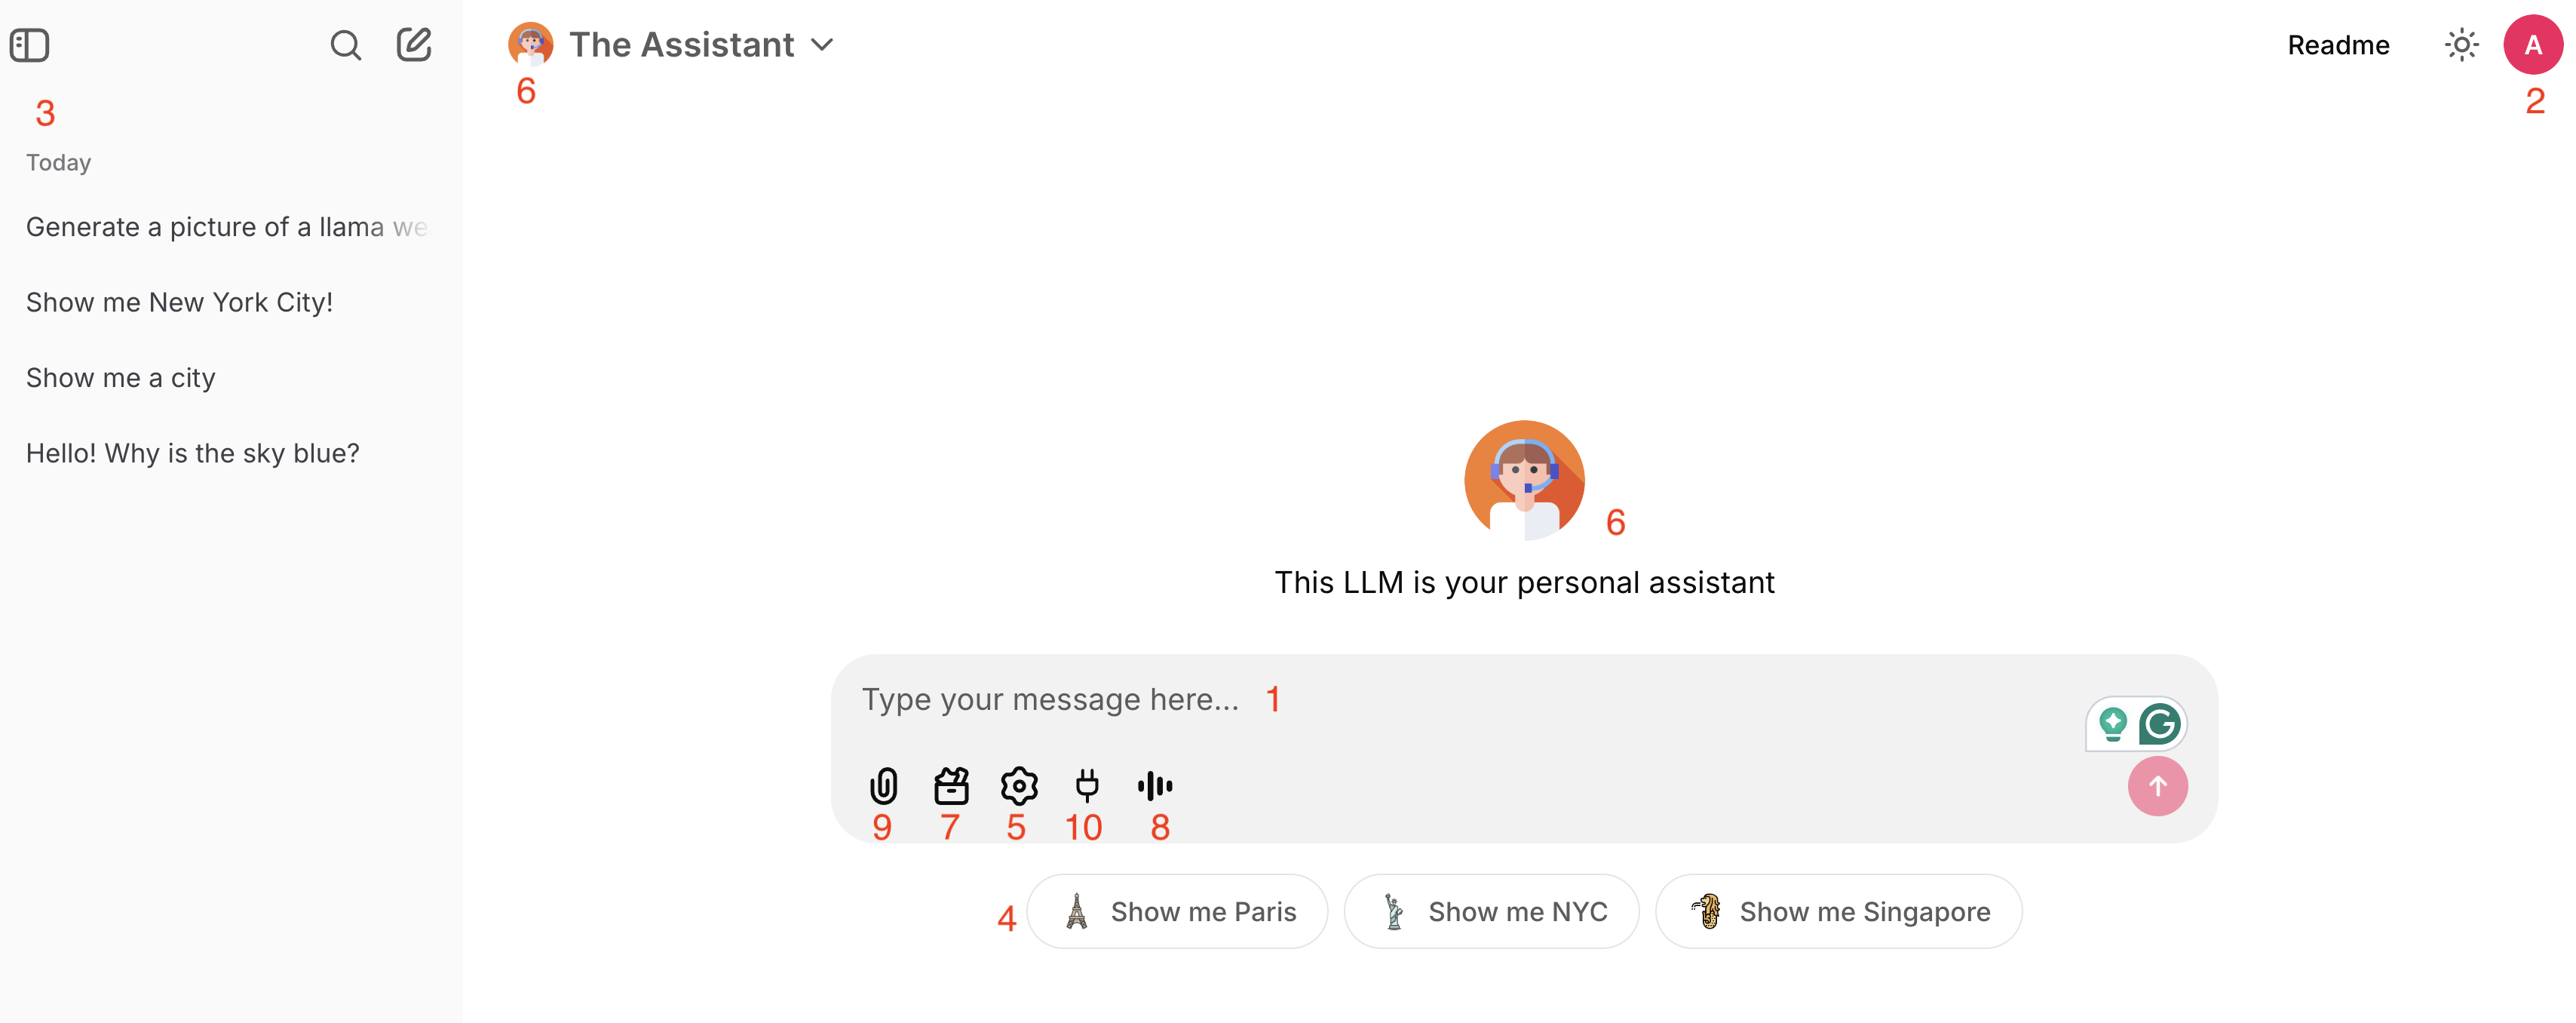 The Assistant
Readme
A
6
2
3
Today
Generate a picture of a llama we
Show me New York City!
Show me a city
Hello! Why is the sky blue?
6
This LLM is your personal assistant
Type your message here... 1
G
9 7 5 10 8
4 Show me Paris Show me NYC Show me Singapore